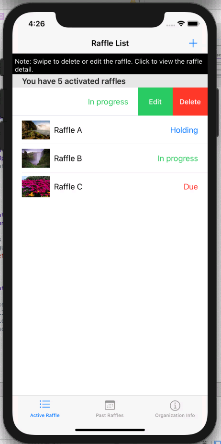 4:26
Raffle List
+
Note: Swipe to delete or edit the raffle. Click to view the raffle
detail.
You have 5 activated raffles
In progress Edit Delete
Raffle A Holding
Raffle B In progress
Raffle C Due
Active Raffle Past Raffles Organization Info